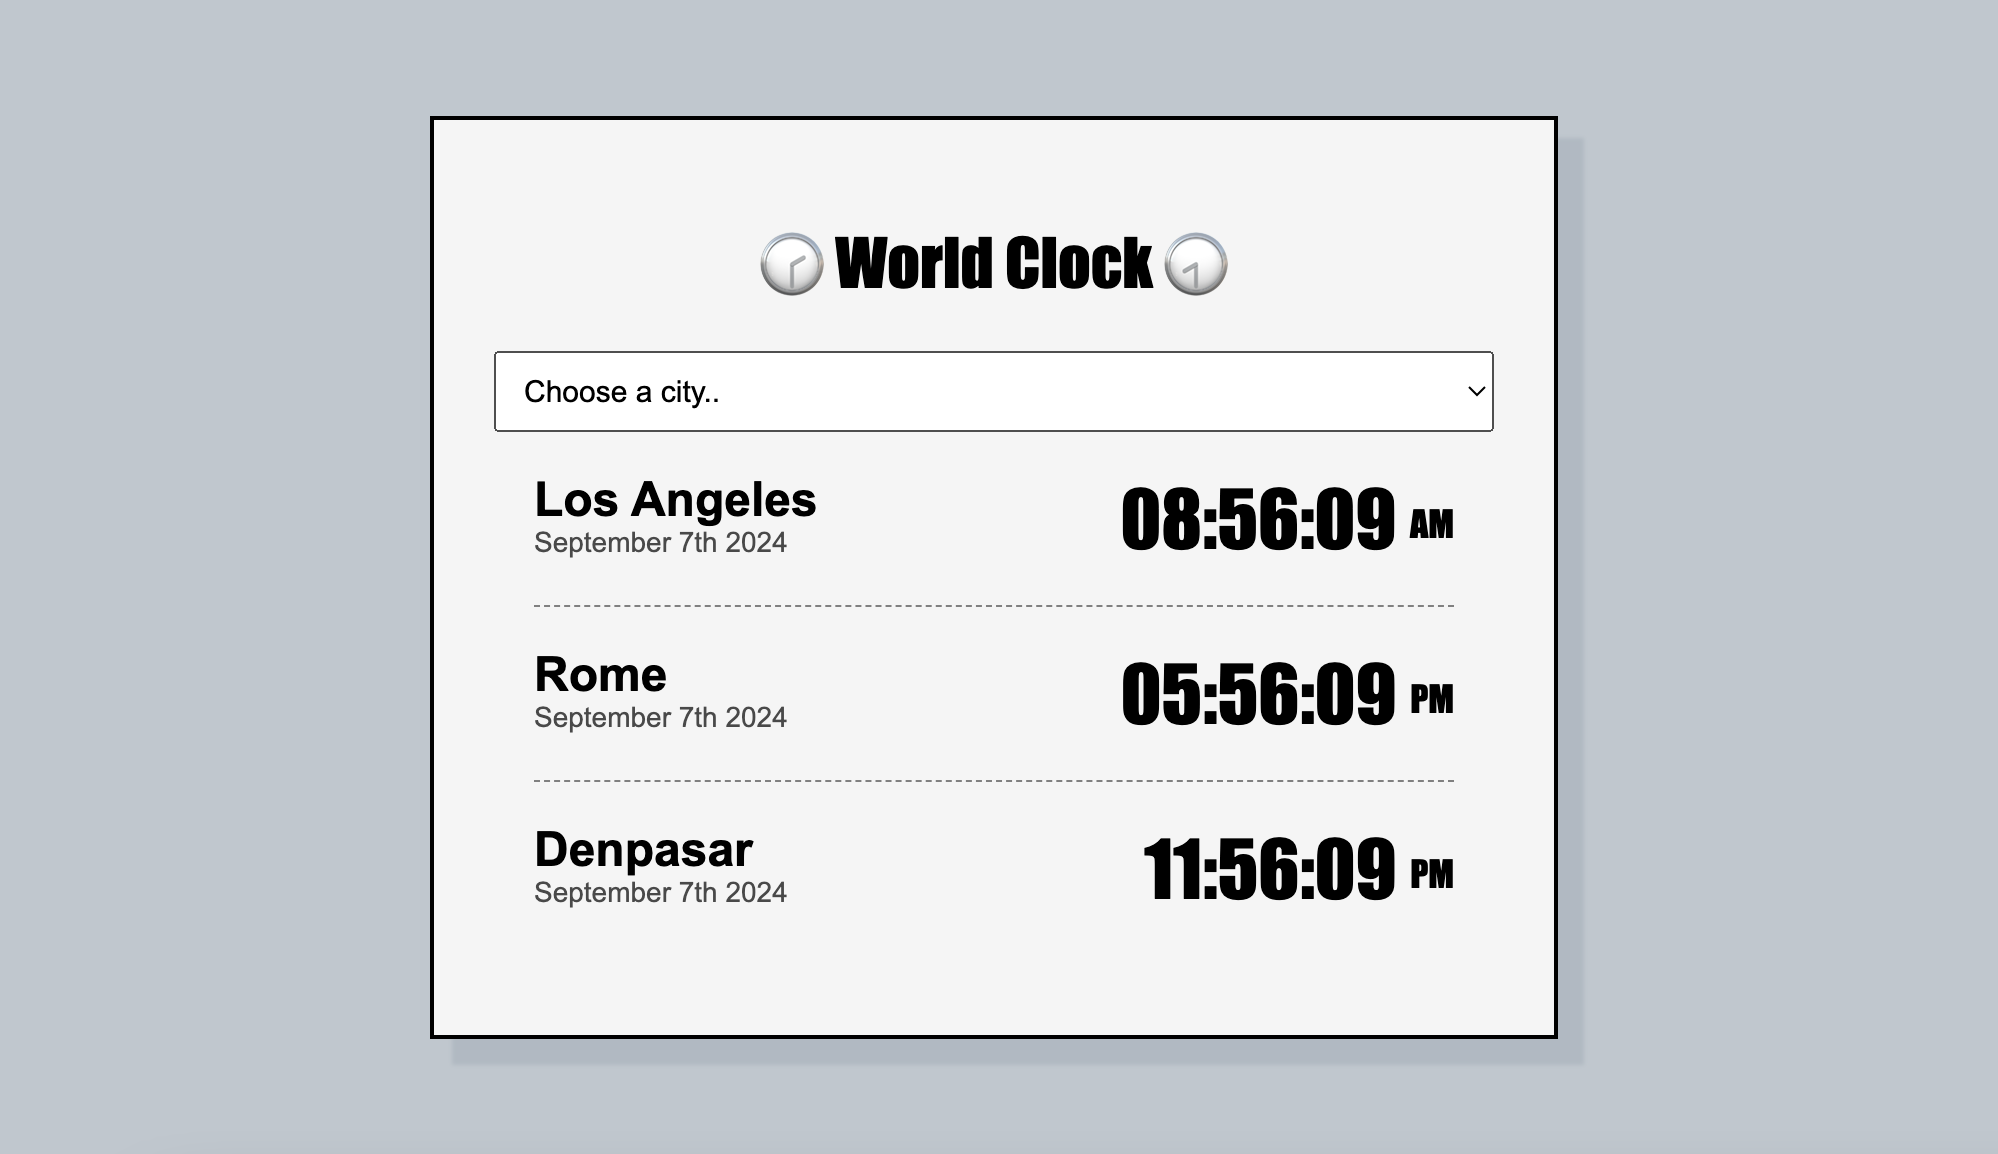 World Clock
Choose a city..
Los Angeles
September 7th 2024
08:56:09 AM
Rome
September 7th 2024
05:56:09 PM
Denpasar
September 7th 2024
11:56:09 PM